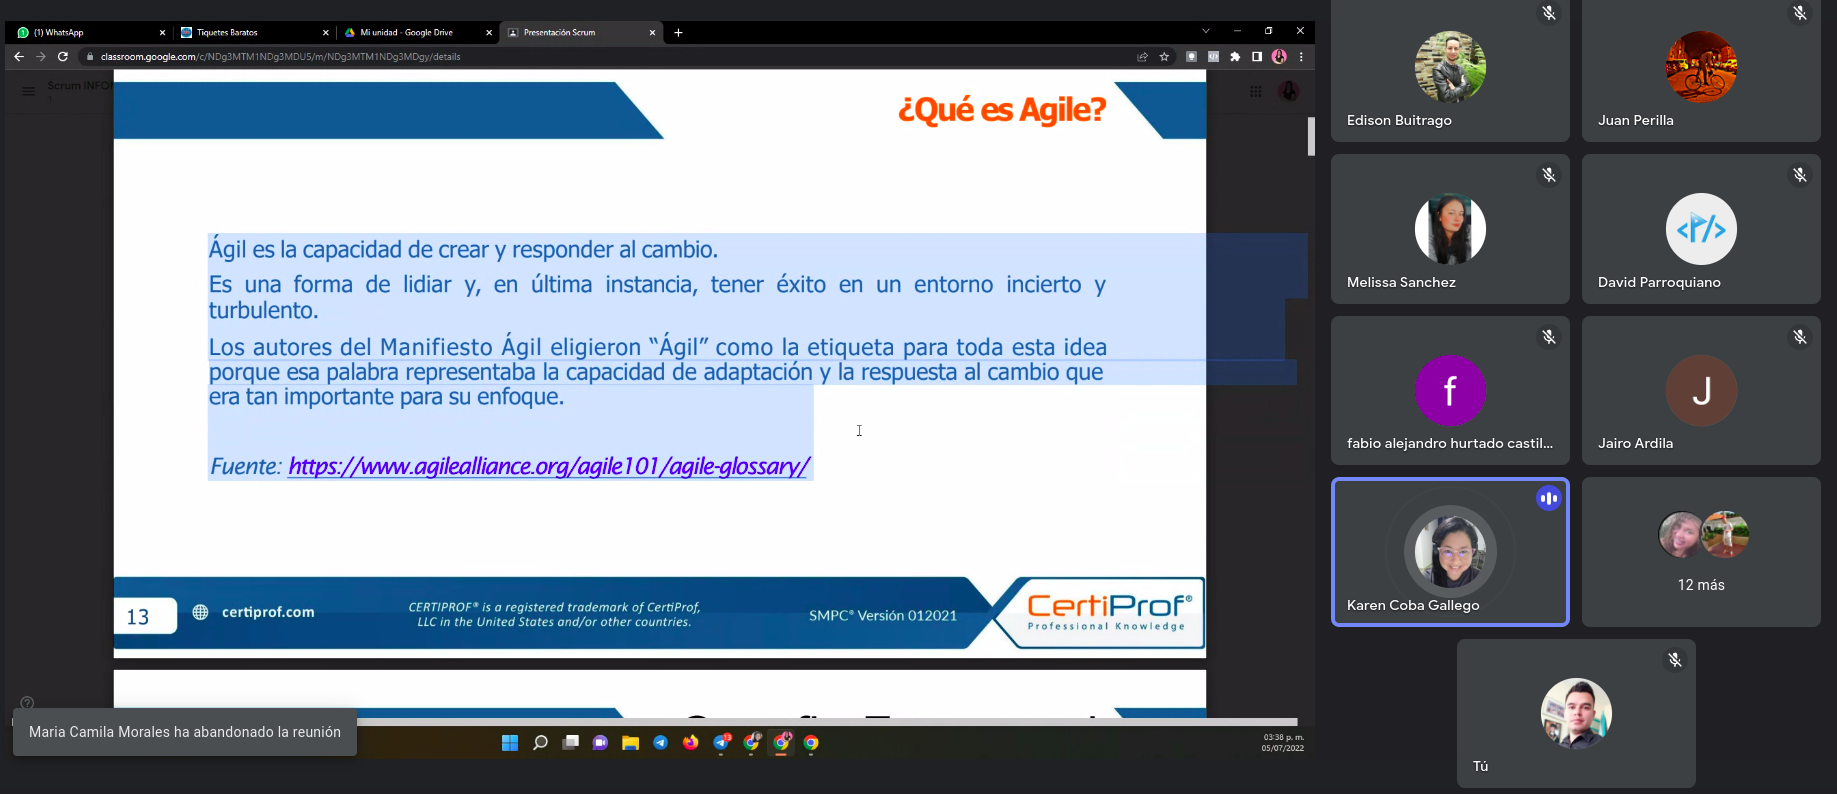 (1) WhatsApp
Tiquetes Baratos
Mi unidad - Google Drive
Presentación Scrum
classroom.google.com/c/NDg3MTM1NDg3MDU5/m/NDg3MTM1NDg3MDgy/details
Scrum INFO
1
¿Qué es Agile?
Ágil es la capacidad de crear y responder al cambio.
Es una forma de lidiar y, en última instancia, tener éxito en un entorno incierto y
turbulento.
Los autores del Manifiesto Ágil eligieron “Ágil” como la etiqueta para toda esta idea
porque esa palabra representaba la capacidad de adaptación y la respuesta al cambio que
era tan importante para su enfoque.
Fuente: https://www.agilealliance.org/agile101/agile-glossary/
13
certiprof.com
CERTIPROF® is a registered trademark of CertiProf,
LLC in the United States and/or other countries.
SMPC® Versión 012021
CertiProf®
Professional Knowledge
Maria Camila Morales ha abandonado la reunión
03:38 p. m.
05/07/2022
Edison Buitrago
Juan Perilla
Melissa Sanchez
<P/>
David Parroquiano
f
fabio alejandro hurtado castil...
J
Jairo Ardila
Karen Coba Gallego
12 más
Tú